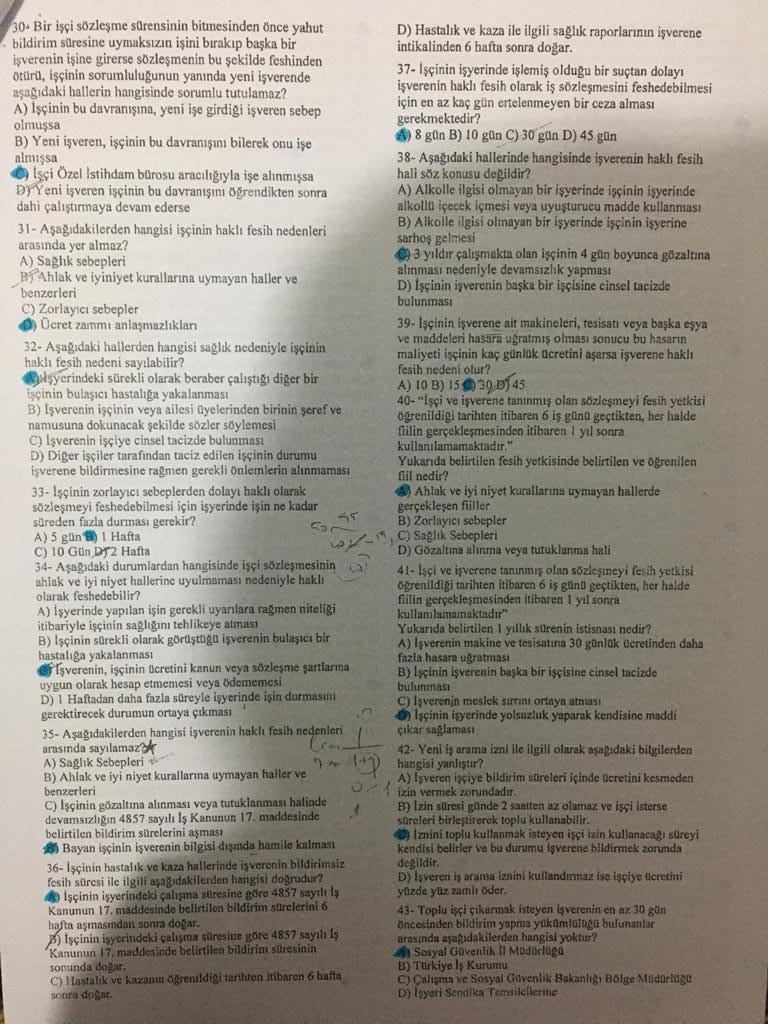 30- Bir işçi sözleşme süresinin bitmesinden önce yahut
bildirim süresine uymaksızın işini bırakıp başka bir
işverenin işine girerse sözleşmenin bu şekilde feshinden
ötürü, işçinin sorumluluğunun yanında yeni işverende
aşağıdaki hallerin hangisinde sorumlu tutulamaz?
A) İşçinin bu davranışına, yeni işe girdiği işveren sebep
olmuşsa
B) Yeni işveren, işçinin bu davranışını bilerek onu işe
almışsa
C) İşçi Özel İstihdam bürosu aracılığıyla işe alınmışsa
D) Yeni işveren işçinin bu davranışını öğrendikten sonra
dahi çalıştırmaya devam ederse
31- Aşağıdakilerden hangisi işçinin haklı fesih nedenleri
arasında yer almaz?
A) Sağlık sebepleri
B) Ahlak ve iyiniyet kurallarına uymayan haller ve
benzerleri
C) Zorlayıcı sebepler
D) Ücret zammı anlaşmazlıkları
32- Aşağıdaki hallerden hangisi sağlık nedeniyle işçinin
haklı fesih nedeni sayılabilir?
A) İşyerindeki sürekli olarak beraber çalıştığı diğer bir
işçinin bulaşıcı hastalığa yakalanması
B) İşverenin işçinin veya ailesi üyelerinden birinin şeref ve
namusuna dokunacak şekilde sözler söylemesi
C) İşverenin işçiye cinsel tacizde bulunması
D) Diğer işçiler tarafından taciz edilen işçinin durumu
işverene bildirmesine rağmen gerekli önlemlerin alınmaması
33- İşçinin zorlayıcı sebeplerden dolayı haklı olarak
sözleşmeyi feshedebilmesi için işyerinde işin ne kadar
süreden fazla durması gerekir?
A) 5 gün B) 1 Hafta
C) 10 Gün D) 2 Hafta
34- Aşağıdaki durumlardan hangisinde işçi sözleşmesinin
ahlak ve iyi niyet hallerine uyulmaması nedeniyle haklı
olarak feshedebilir?
A) İşyerinde yapılan işin gerekli uyarılara rağmen niteliği
itibariyle işçinin sağlığını tehlikeye atması
B) İşçinin sürekli olarak görüştüğü işverenin bulaşıcı bir
hastalığa yakalanması
C) İşverenin, işçinin ücretini kanun veya sözleşme şartlarına
uygun olarak hesap etmemesi veya ödememesi
D) 1 Haftadan daha fazla süreyle işyerinde işin durmasını
gerektirecek durumun ortaya çıkması
35- Aşağıdakilerden hangisi işverenin haklı fesih nedenleri
arasında sayılamaz?
A) Sağlık Sebepleri
B) Ahlak ve iyi niyet kurallarına uymayan haller ve
benzerleri
C) İşçinin gözaltına alınması veya tutuklanması halinde
devamsızlığın 4857 sayılı İş Kanunun 17. maddesinde
belirtilen bildirim sürelerini aşması
D) Bayan işçinin işverenin bilgisi dışında hamile kalması
36- İşçinin hastalık ve kaza hallerinde işverenin bildirimsiz
fesih süresi ile ilgili aşağıdakilerden hangisi doğrudur?
A) İşçinin işyerindeki çalışma süresine göre 4857 sayılı İş
Kanunun 17. maddesinde belirtilen bildirim sürelerini 6
hafta aşmasından sonra doğar.
B) İşçinin işyerindeki çalışma süresine göre 4857 sayılı İş
Kanunun 17. maddesinde belirtilen bildirim süresinin
sonunda doğar.
C) Hastalık ve kazanın öğrenildiği tarihten itibaren 6 hafta
sonra doğar.
D) Hastalık ve kaza ile ilgili sağlık raporlarının işverene
intikalinden 6 hafta sonra doğar.
37- İşçinin işyerinde işlemiş olduğu bir suçtan dolayı
işverenin haklı fesih olarak iş sözleşmesini feshedebilmesi
için en az kaç gün ertelenmeyen bir ceza alması
gerekmektedir?
A) 8 gün B) 10 gün C) 30 gün D) 45 gün
38- Aşağıdaki hallerinde hangisinde işverenin haklı fesih
hali söz konusu değildir?
A) Alkolle ilgisi olmayan bir işyerinde işçinin işyerinde
alkollü içecek içmesi veya uyuşturucu madde kullanması
B) Alkolle ilgisi olmayan bir işyerinde işçinin işyerine
sarhoş gelmesi
C) 3 yıldır çalışmakta olan işçinin 4 gün boyunca gözaltına
alınması nedeniyle devamsızlık yapması
D) İşçinin işverenin başka bir işçisine cinsel tacizde
bulunması
39- İşçinin işverene ait makineleri, tesisatı veya başka eşya
ve maddeleri hasara uğratmış olması sonucu bu hasarın
maliyeti işçinin kaç günlük ücretini aşarsa işverene haklı
fesih nedeni olur?
A) 10 B) 15 C) 30 D) 45
40- “İşçi ve işverene tanınmış olan sözleşmeyi fesih yetkisi
öğrenildiği tarihten itibaren 6 iş günü geçtikten, her halde
fiilin gerçekleşmesinden itibaren 1 yıl sonra
kullanılamamaktadır.”
Yukarıda belirtilen fesih yetkisinde belirtilen ve öğrenilen
fiil nedir?
A) Ahlak ve iyi niyet kurallarına uymayan hallerde
gerçekleşen fiiller
B) Zorlayıcı sebepler
C) Sağlık Sebepleri
D) Gözaltına alınma veya tutuklanma hali
41- İşçi ve işverene tanınmış olan sözleşmeyi fesih yetkisi
öğrenildiği tarihten itibaren 6 iş günü geçtikten, her halde
fiilin gerçekleşmesinden itibaren 1 yıl sonra
kullanılamamaktadır”
Yukarıda belirtilen 1 yıllık sürenin istisnası nedir?
A) İşverenin makine ve tesisatına 30 günlük ücretinden daha
fazla hasara uğratması
B) İşçinin işverenin başka bir işçisine cinsel tacizde
bulunması
C) İşverenin meslek sırrını ortaya atması
D) İşçinin işyerinde yolsuzluk yaparak kendisine maddi
çıkar sağlaması
42- Yeni iş arama izni ile ilgili olarak aşağıdaki bilgilerden
hangisi yanlıştır?
A) İşveren işçiye bildirim süreleri içinde ücretini kesmeden
izin vermek zorundadır.
B) İzin süresi günde 2 saatten az olamaz ve işçi isterse
süreleri birleştirerek toplu kullanabilir.
C) İznini toplu kullanmak isteyen işçi izin kullanacağı süreyi
kendisi belirler ve bu durumu işverene bildirmek zorunda
değildir.
D) İşveren iş arama iznini kullandırmaz ise işçiye ücretini
yüzde yüz zamlı öder.
43- Toplu işçi çıkarmak isteyen işverenin en az 30 gün
öncesinden bildirim yapma yükümlülüğü bulunanlar
arasında aşağıdakilerden hangisi yoktur?
A) Sosyal Güvenlik İl Müdürlüğü
B) Türkiye İş Kurumu
C) Çalışma ve Sosyal Güvenlik Bakanlığı Bölge Müdürlüğü
D) İşyeri Sendika Temsilcilerine